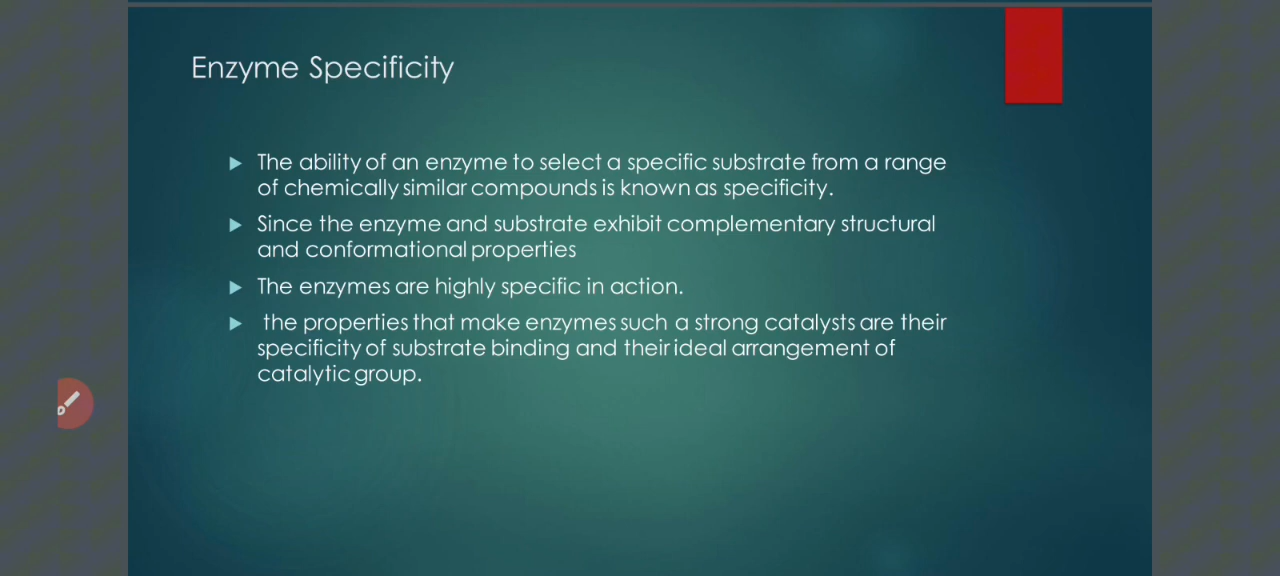 Enzyme Specificity
The ability of an enzyme to select a specific substrate from a range
of chemically similar compounds is known as specificity.
Since the enzyme and substrate exhibit complementary structural
and conformational properties
The enzymes are highly specific in action.
the properties that make enzymes such a strong catalysts are their
specificity of substrate binding and their ideal arrangement of
catalytic group.